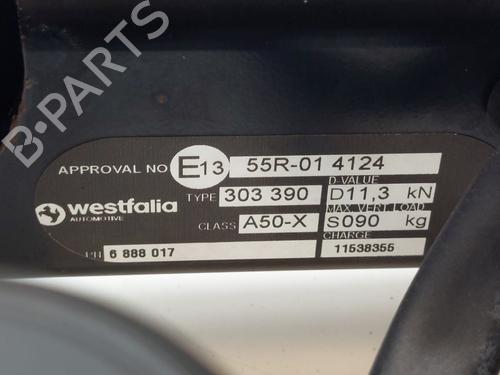 B-PARTS
APPROVAL NO E13 55R-01 4124
D.VALUE
TYPE 303 390 D11,3 kN
MAX. VERT. LOAD
westfalia
AUTOMOTIVE
CLASS A50-X S090 kg
CHARGE
6 888 017 11538355